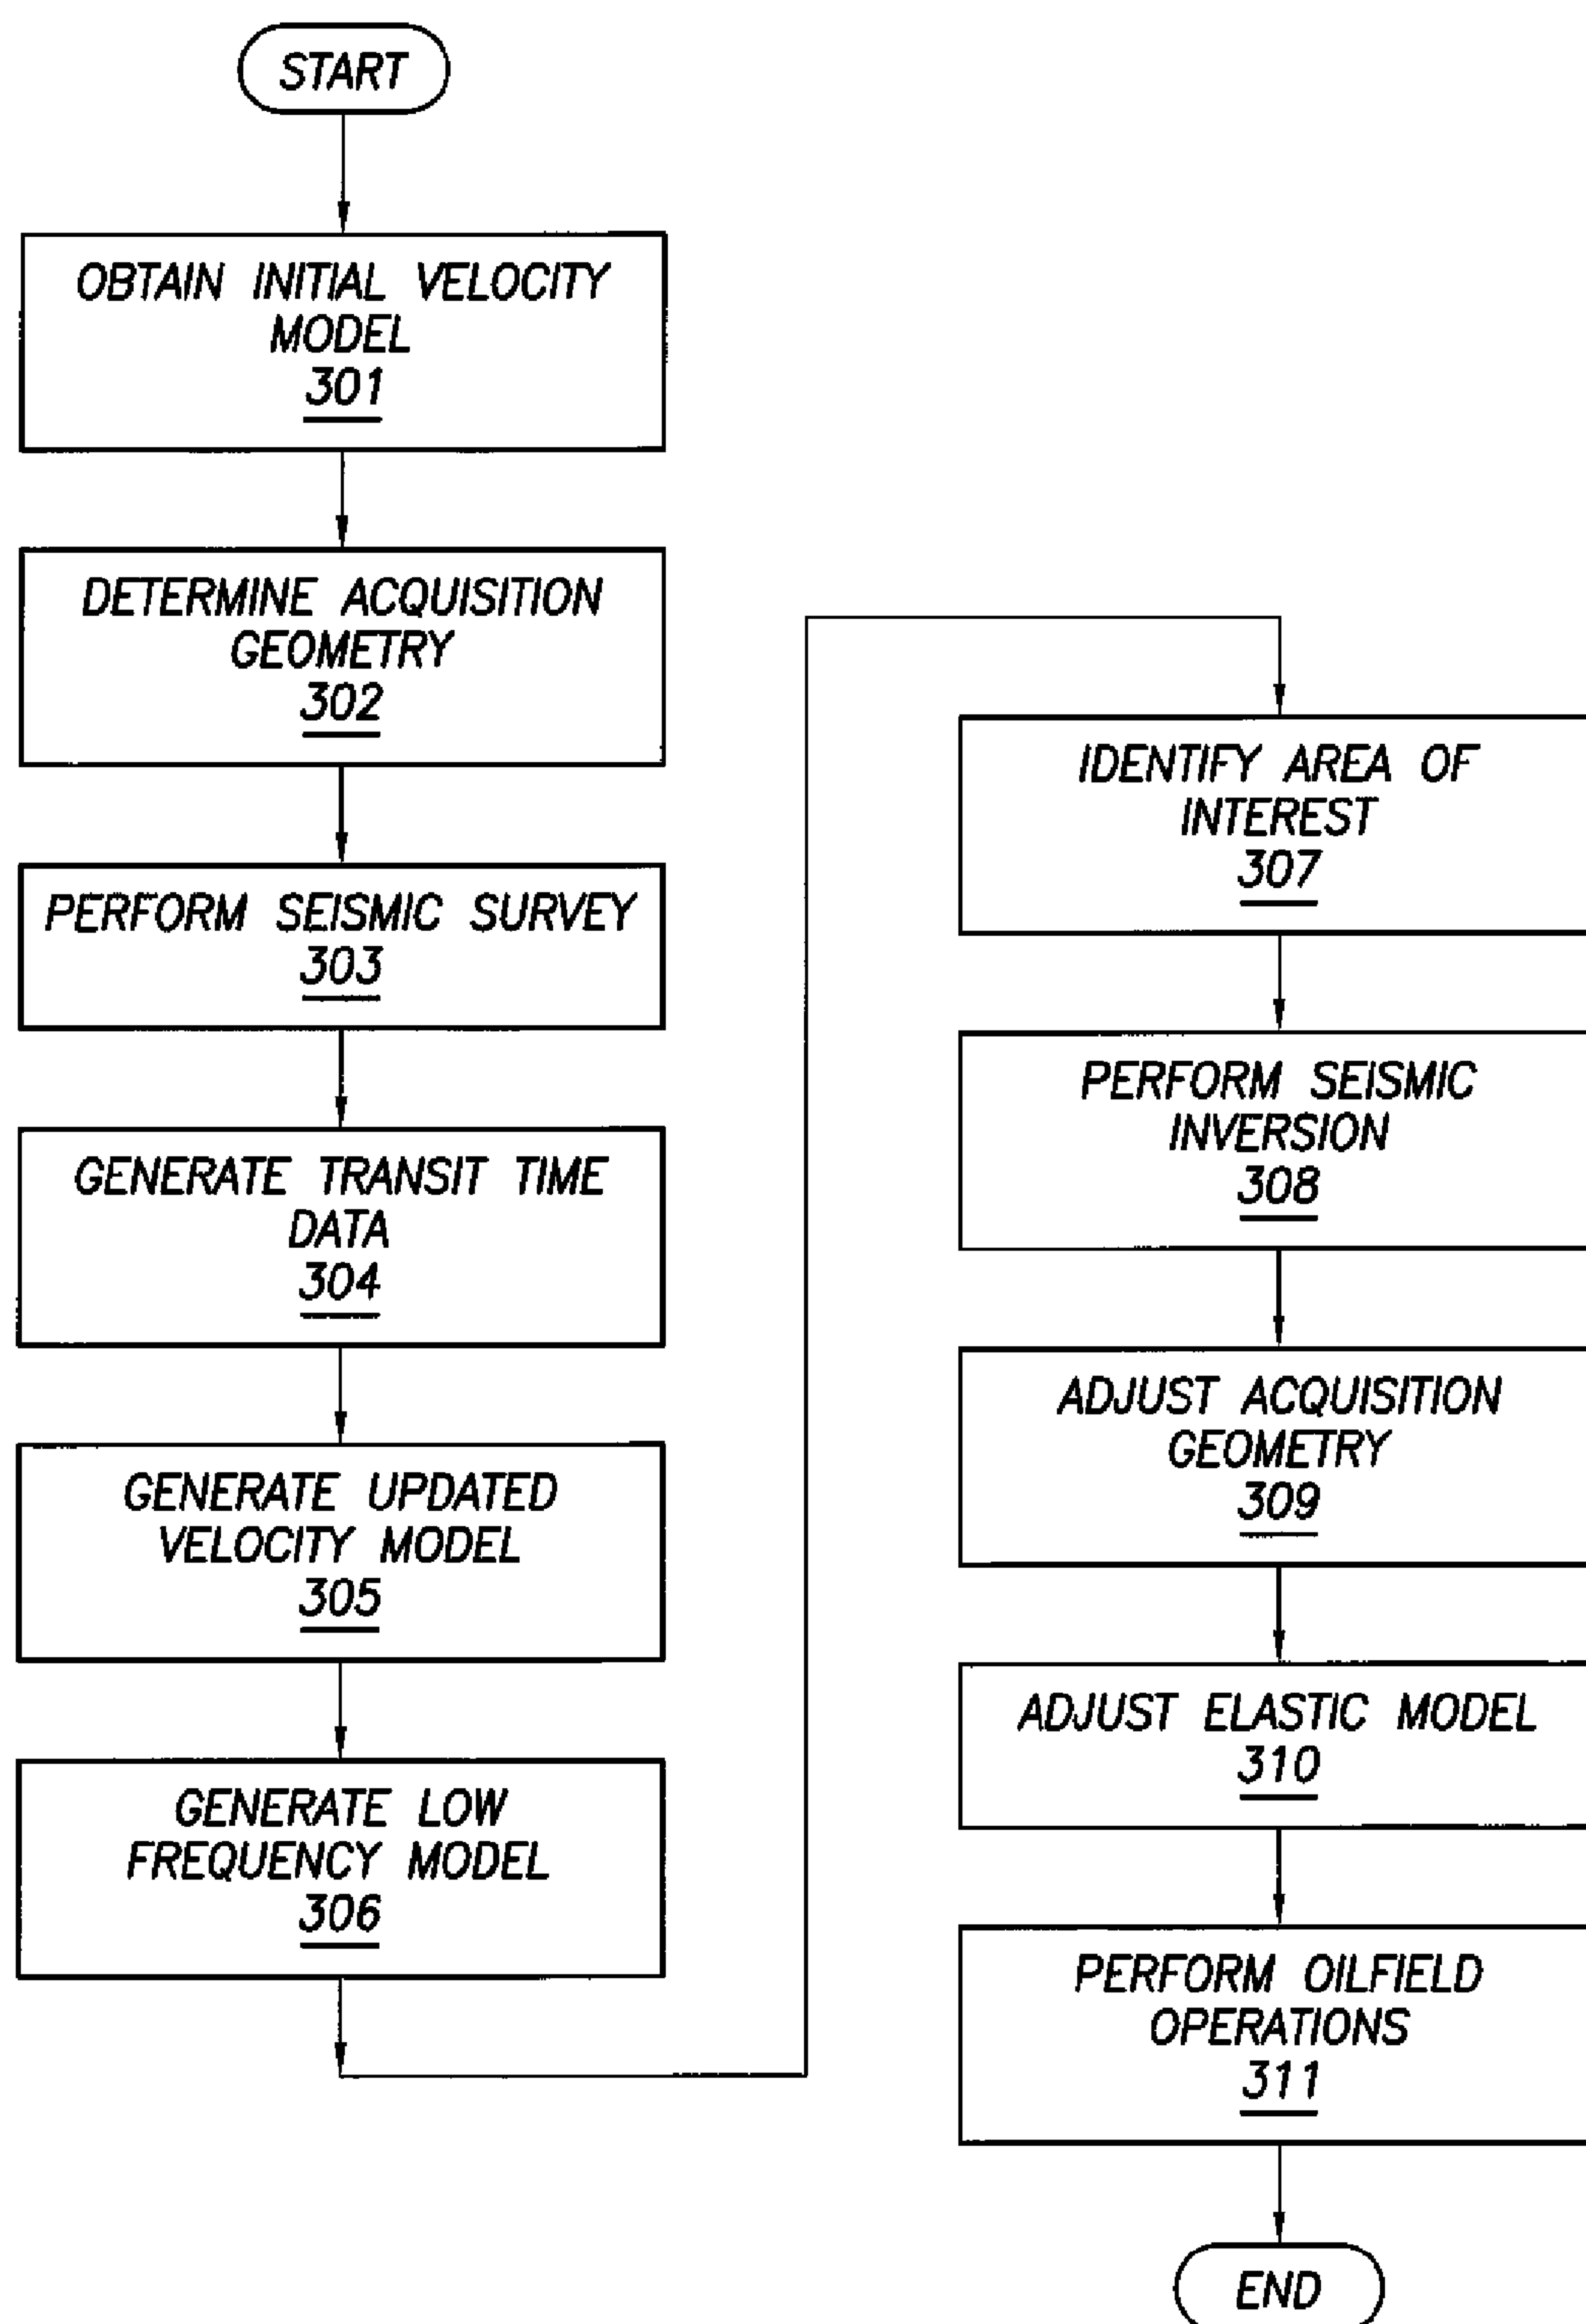 START
OBTAIN INITIAL VELOCITY
MODEL
301
DETERMINE ACQUISITION
GEOMETRY
302
PERFORM SEISMIC SURVEY
303
GENERATE TRANSIT TIME
DATA
304
GENERATE UPDATED
VELOCITY MODEL
305
GENERATE LOW
FREQUENCY MODEL
306
IDENTIFY AREA OF
INTEREST
307
PERFORM SEISMIC
INVERSION
308
ADJUST ACQUISITION
GEOMETRY
309
ADJUST ELASTIC MODEL
310
PERFORM OILFIELD
OPERATIONS
311
END